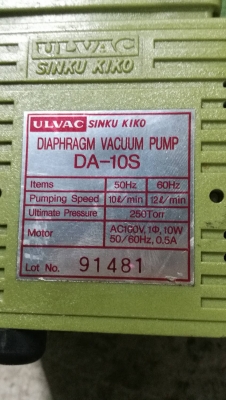 ULVAC
SINKU KIKO
ULVAC SINKU KIKO
DIAPHRAGM VACUUM PUMP
DA-10S
Items 50Hz 60Hz
Pumping Speed 10ℓ/min 12ℓ/min
Ultimate Pressure 250Torr
Motor AC100V, 1Φ, 10W
50/60Hz, 0.5A
Lot No. 91481